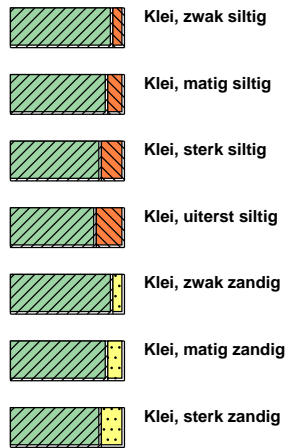 Klei, zwak siltig
Klei, matig siltig
Klei, sterk siltig
Klei, uiterst siltig
Klei, zwak zandig
Klei, matig zandig
Klei, sterk zandig